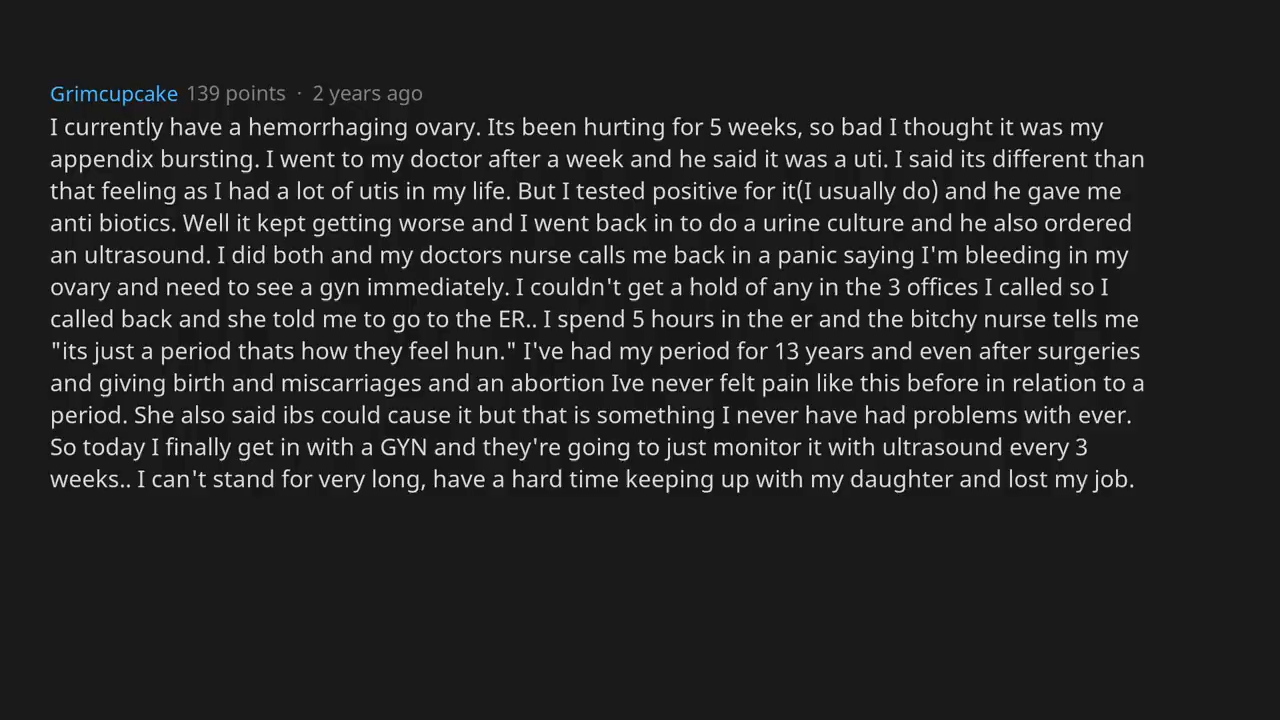 Grimcupcake 139 points · 2 years ago
I currently have a hemorrhaging ovary. Its been hurting for 5 weeks, so bad I thought it was my
appendix bursting. I went to my doctor after a week and he said it was a uti. I said its different than
that feeling as I had a lot of utis in my life. But I tested positive for it(I usually do) and he gave me
anti biotics. Well it kept getting worse and I went back in to do a urine culture and he also ordered
an ultrasound. I did both and my doctors nurse calls me back in a panic saying I'm bleeding in my
ovary and need to see a gyn immediately. I couldn't get a hold of any in the 3 offices I called so I
called back and she told me to go to the ER.. I spend 5 hours in the er and the bitchy nurse tells me
"its just a period thats how they feel hun." I've had my period for 13 years and even after surgeries
and giving birth and miscarriages and an abortion Ive never felt pain like this before in relation to a
period. She also said ibs could cause it but that is something I never have had problems with ever.
So today I finally get in with a GYN and they're going to just monitor it with ultrasound every 3
weeks.. I can't stand for very long, have a hard time keeping up with my daughter and lost my job.